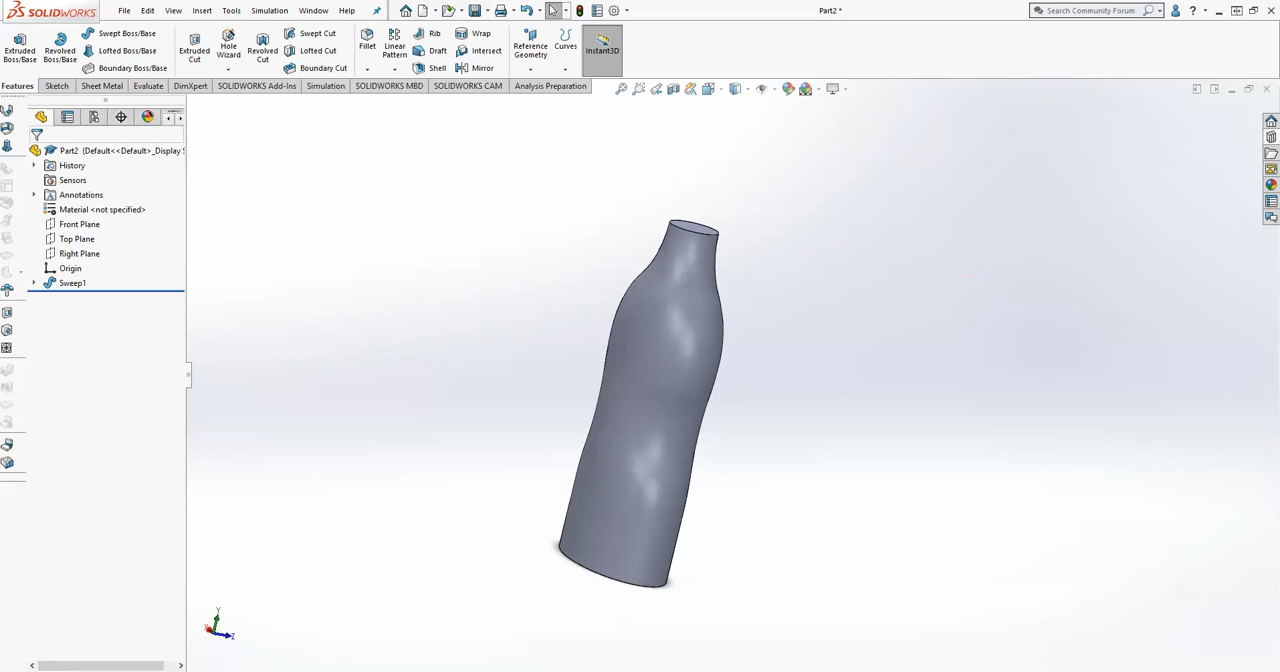 SOLIDWORKS File Edit View Insert Tools Simulation Window Help Part2 * Search Community Forum ?
Extruded Boss/Base Revolved Boss/Base Swept Boss/Base Lofted Boss/Base Boundary Boss/Base Extruded Cut Hole Wizard Revolved Cut Swept Cut Lofted Cut Boundary Cut Fillet Linear Pattern Rib Draft Shell Wrap Intersect Mirror Reference Geometry Curves Instant3D
Features Sketch Sheet Metal Evaluate DimXpert SOLIDWORKS Add-Ins Simulation SOLIDWORKS MBD SOLIDWORKS CAM Analysis Preparation
Part2 (Default<<Default>_Display S
History
Sensors
Annotations
Material <not specified>
Front Plane
Top Plane
Right Plane
Origin
Sweep1
Y
Z